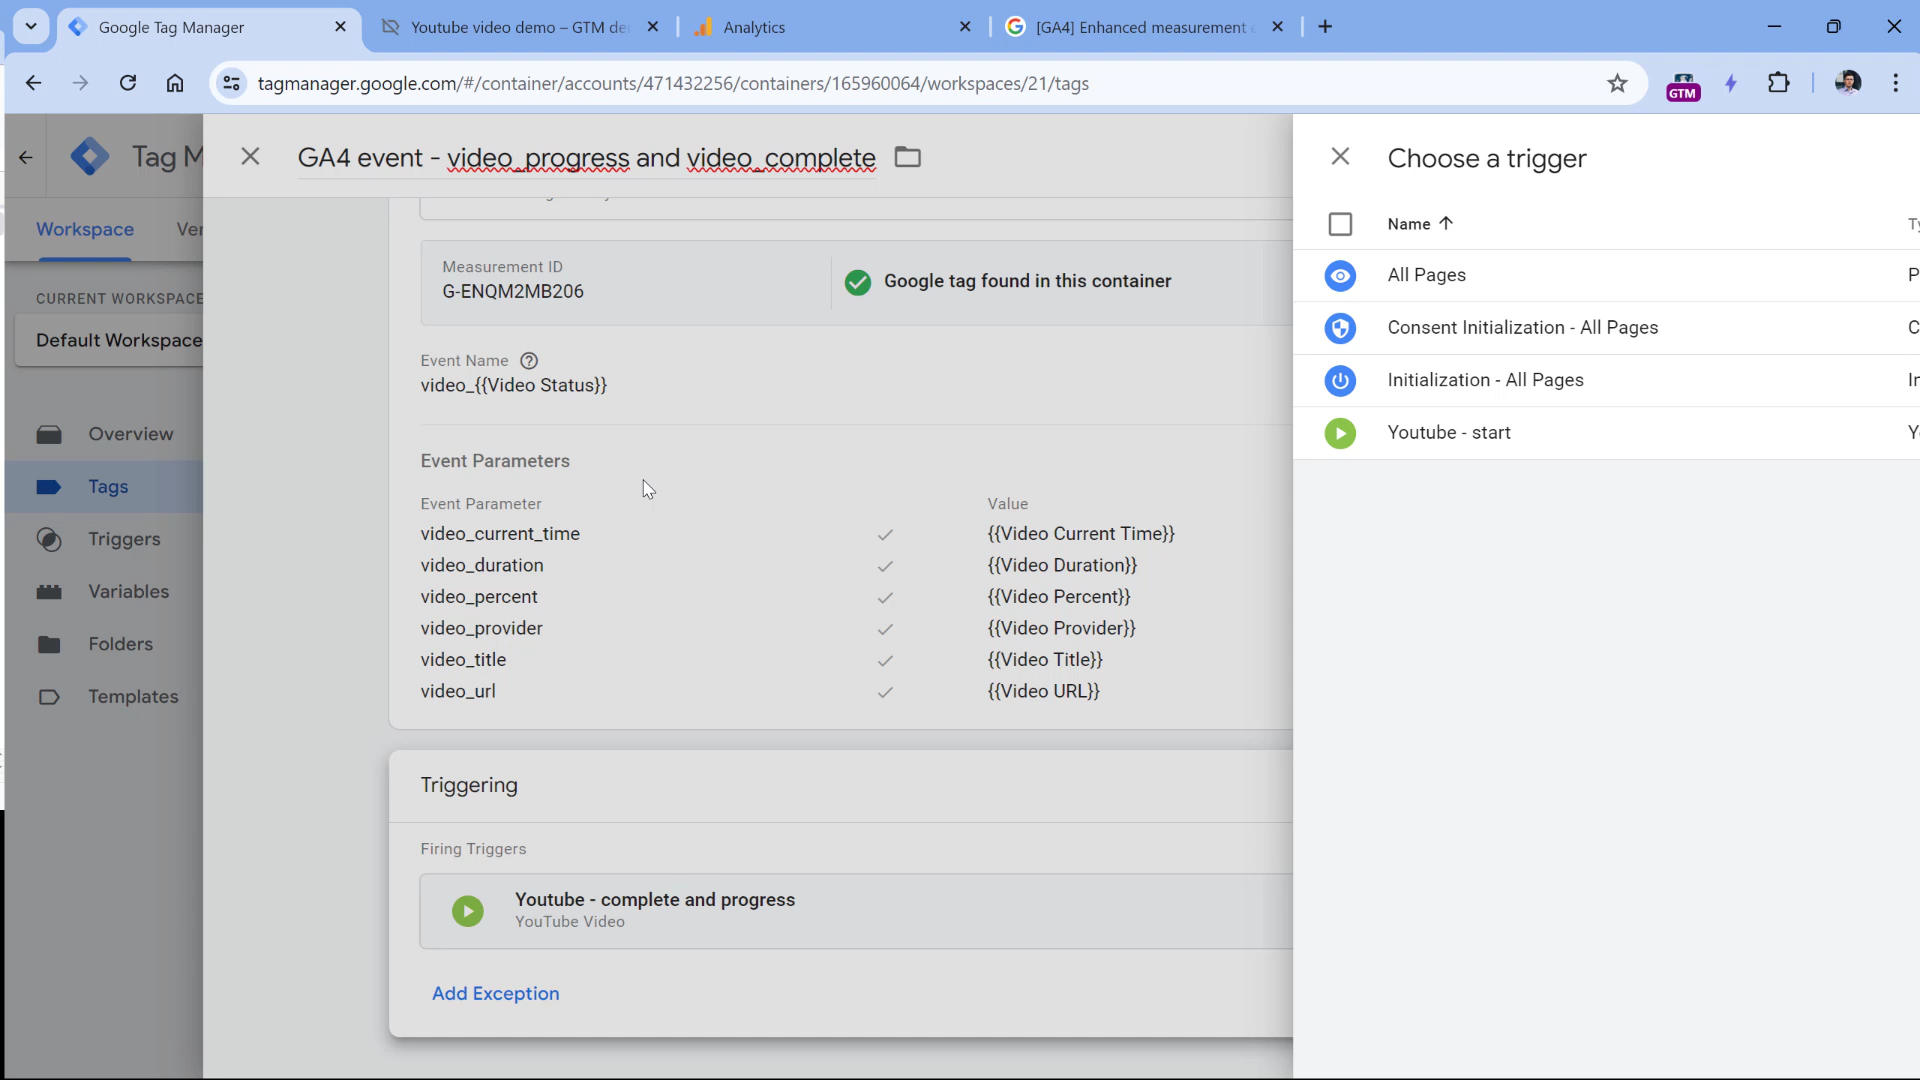 Google Tag Manager
Youtube video demo – GTM de
Analytics
[GA4] Enhanced measurement
tagmanager.google.com/#/container/accounts/471432256/containers/165960064/workspaces/21/tags
GTM
Tag M
GA4 event - video_progress and video_complete
Choose a trigger
Workspace
Ver
Name
Measurement ID
G-ENQM2MB206
Google tag found in this container
All Pages
P
CURRENT WORKSPACE
Default Workspace
Consent Initialization - All Pages
C
Event Name
video_{{Video Status}}
Initialization - All Pages
In
Youtube - start
Y
Overview
Tags
Triggers
Variables
Folders
Templates
Event Parameters
Event Parameter
Value
video_current_time
{{Video Current Time}}
video_duration
{{Video Duration}}
video_percent
{{Video Percent}}
video_provider
{{Video Provider}}
video_title
{{Video Title}}
video_url
{{Video URL}}
Triggering
Firing Triggers
Youtube - complete and progress
YouTube Video
Add Exception